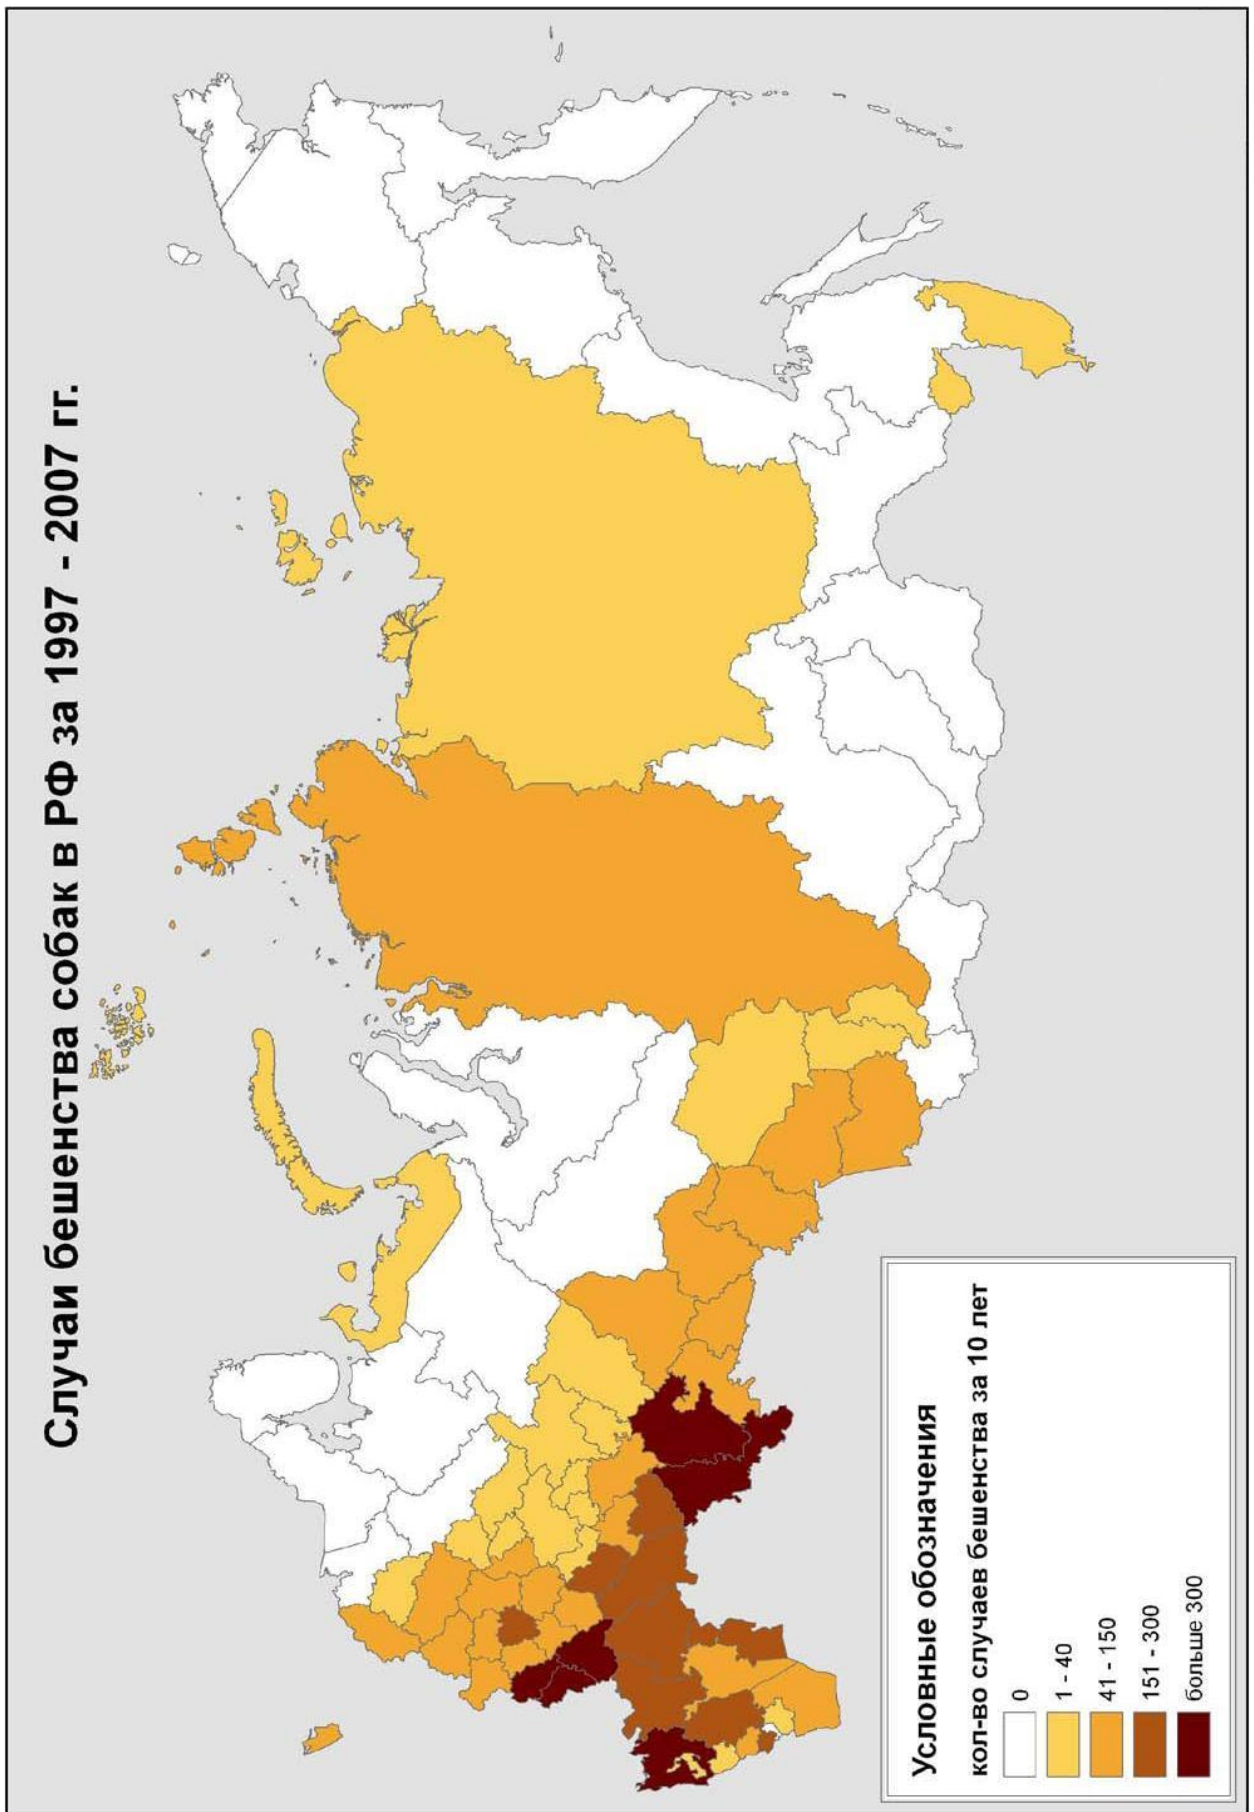 Случаи бешенства собак в РФ за 1997 - 2007 гг.
Условные обозначения
кол-во случаев бешенства за 10 лет
0
1 - 40
41 - 150
151 - 300
больше 300